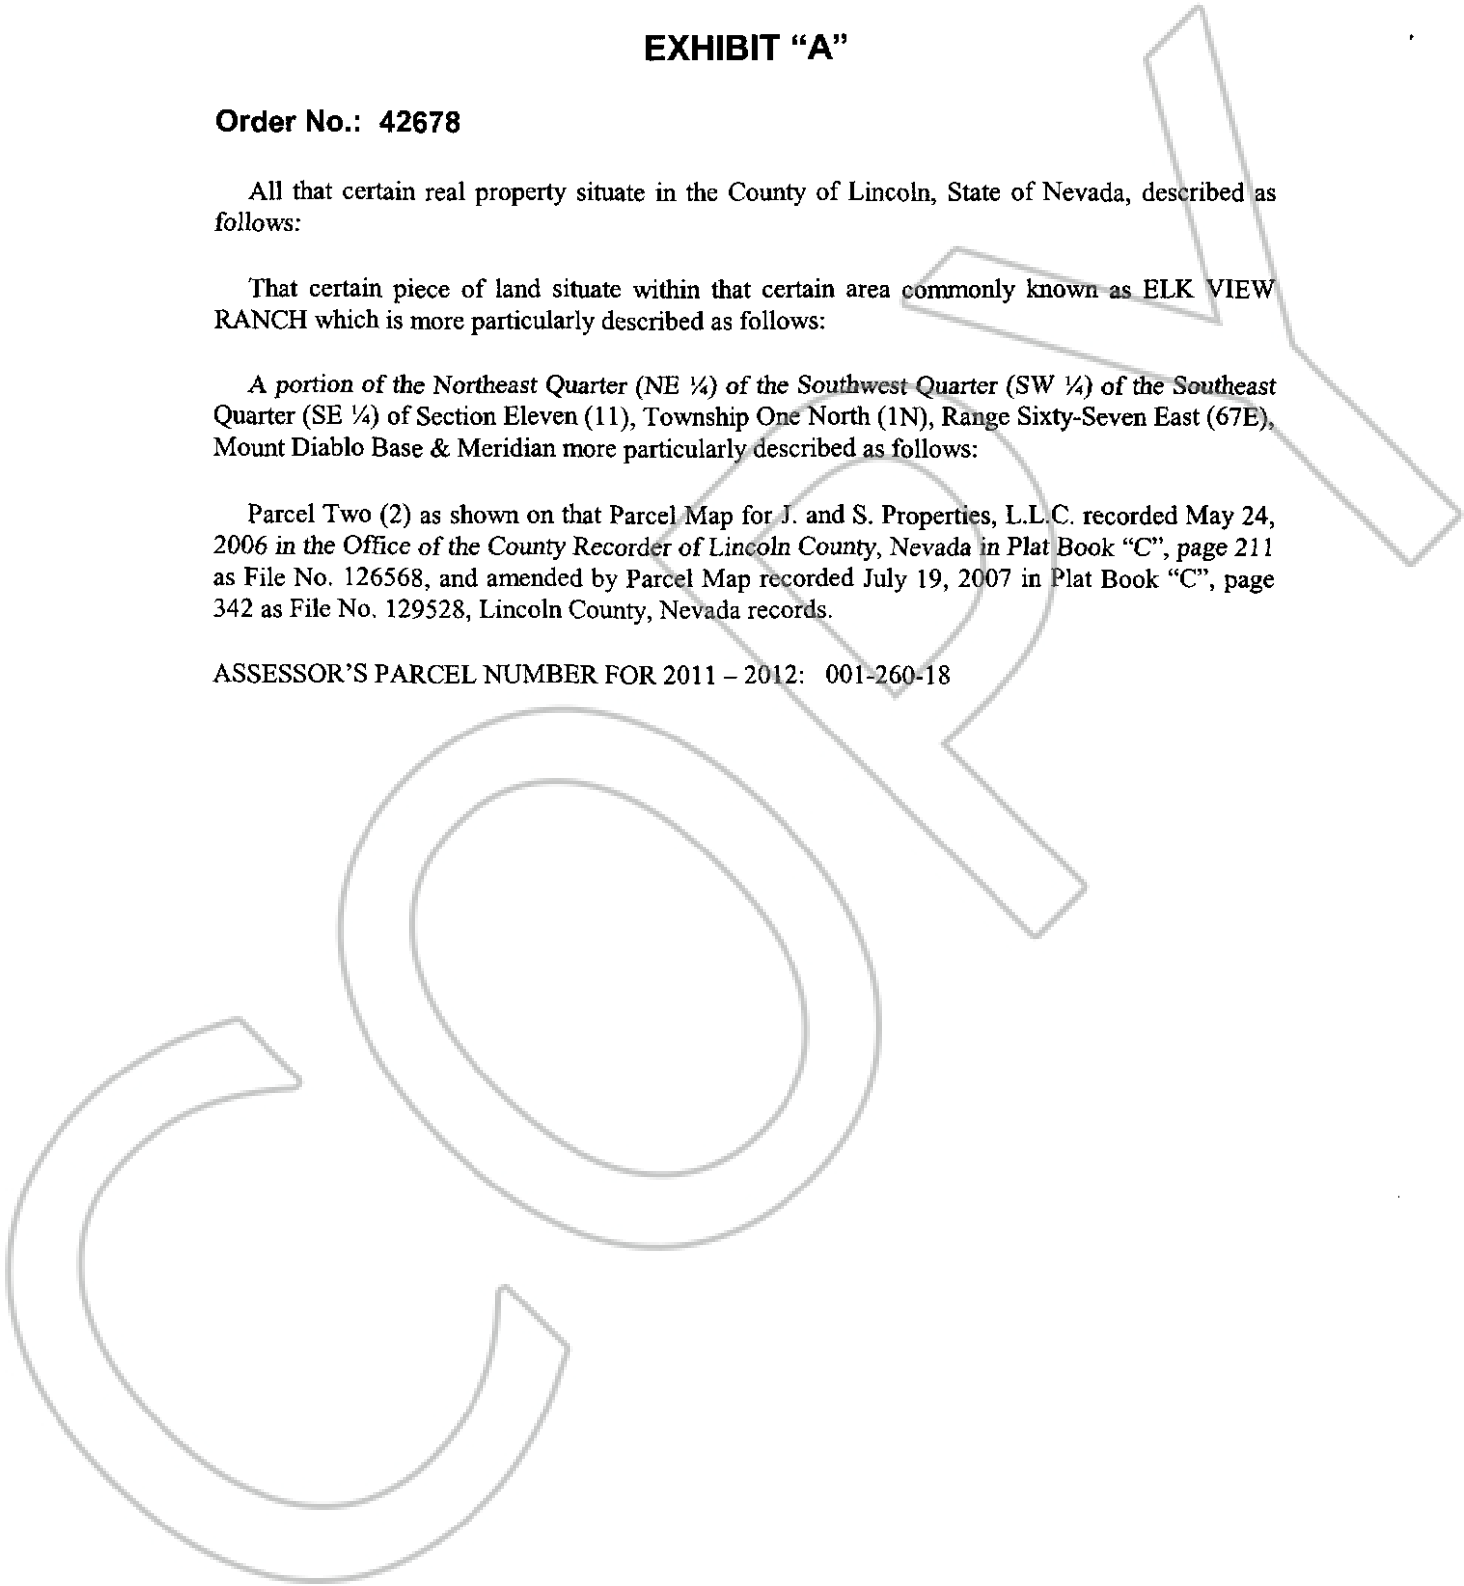 EXHIBIT “A”
Order No.: 42678
All that certain real property situate in the County of Lincoln, State of Nevada, described as
follows:
That certain piece of land situate within that certain area commonly known as ELK VIEW
RANCH which is more particularly described as follows:
A portion of the Northeast Quarter (NE ¼) of the Southwest Quarter (SW ¼) of the Southeast
Quarter (SE ¼) of Section Eleven (11), Township One North (1N), Range Sixty-Seven East (67E),
Mount Diablo Base & Meridian more particularly described as follows:
Parcel Two (2) as shown on that Parcel Map for J. and S. Properties, L.L.C. recorded May 24,
2006 in the Office of the County Recorder of Lincoln County, Nevada in Plat Book “C”, page 211
as File No. 126568, and amended by Parcel Map recorded July 19, 2007 in Plat Book “C”, page
342 as File No. 129528, Lincoln County, Nevada records.
ASSESSOR’S PARCEL NUMBER FOR 2011 – 2012: 001-260-18
COPY